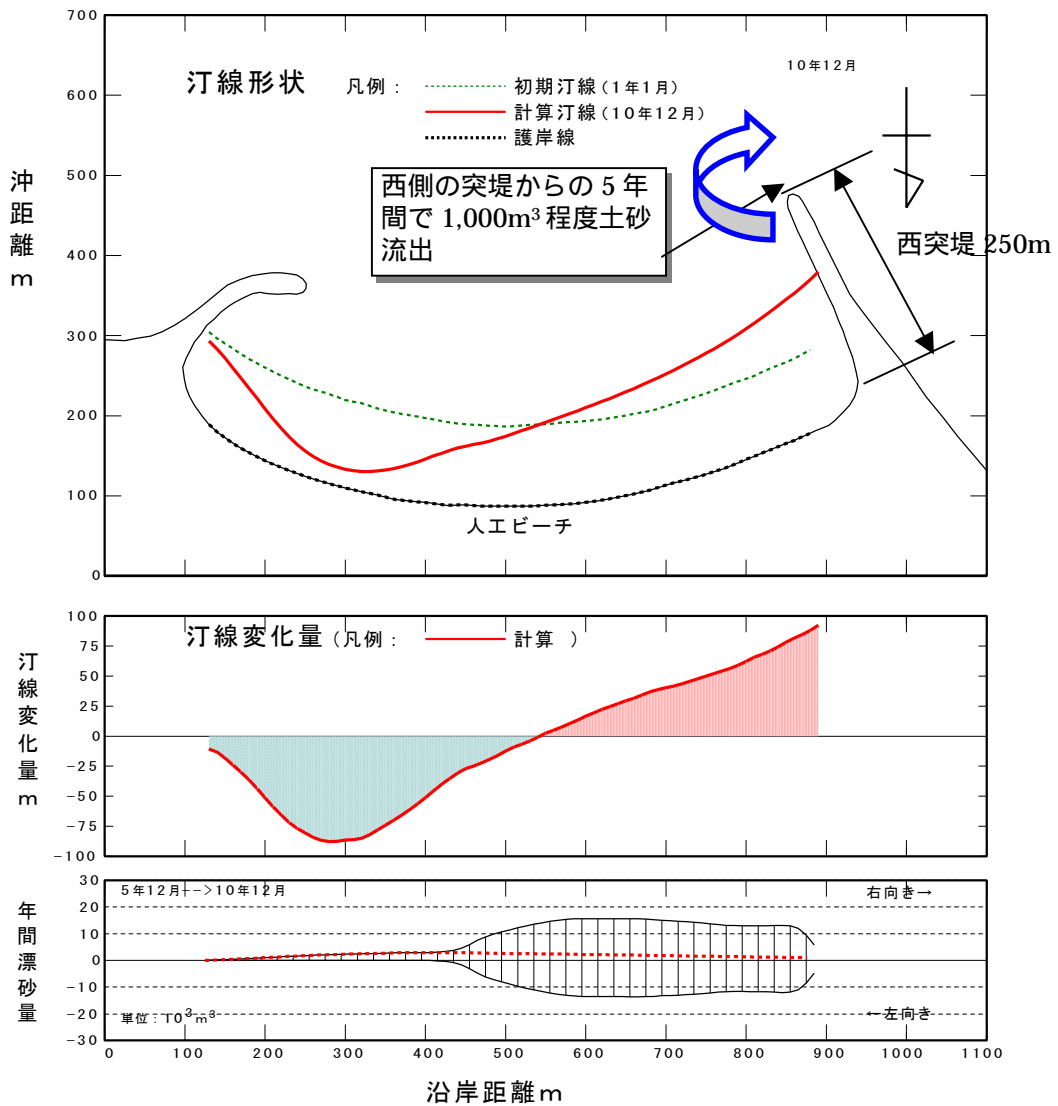 汀線形状
凡例：
初期汀線(1年1月)
計算汀線(10年12月)
護岸線
10年12月
西側の突堤からの 5 年
間で 1,000m³ 程度土砂
流出
西突堤 250m
人工ビーチ
沖距離m
700
600
500
400
300
200
100
0
汀線変化量(凡例： 計算 )
汀線変化量m
100
75
50
25
0
-25
-50
-75
-100
5年12月-->10年12月
右向き→
←左向き
単位：10³m³
年間漂砂量
30
20
10
0
-10
-20
-30
0 100 200 300 400 500 600 700 800 900 1000 1100
沿岸距離m